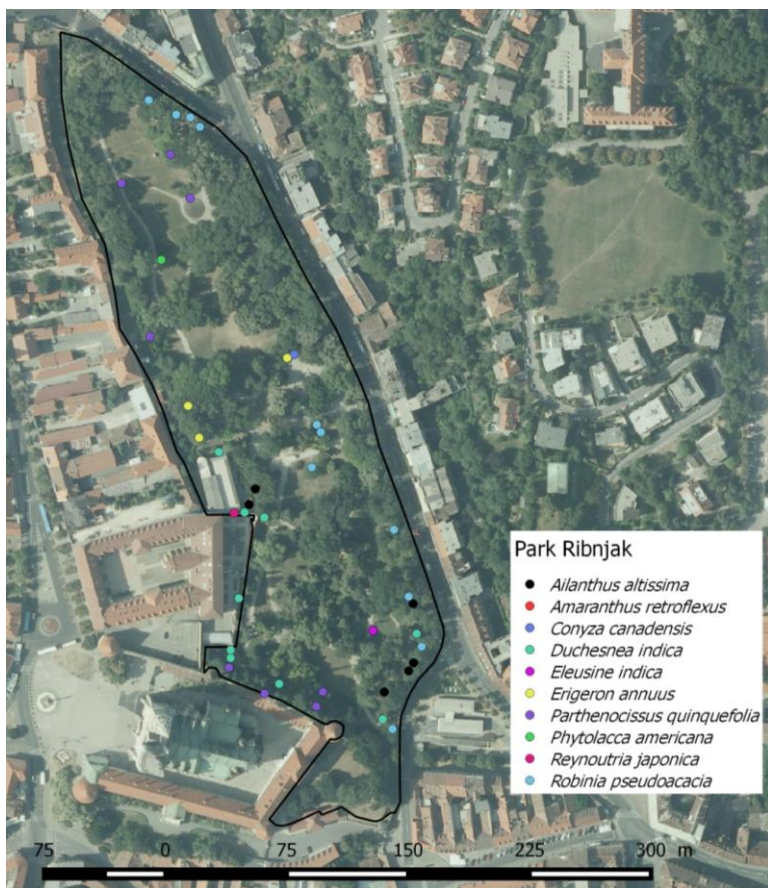 Park Ribnjak
Ailanthus altissima
Amaranthus retroflexus
Conyza canadensis
Duchesnea indica
Eleusine indica
Erigeron annuus
Parthenocissus quinquefolia
Phytolacca americana
Reynoutria japonica
Robinia pseudoacacia
75 0 75 150 225 300 m